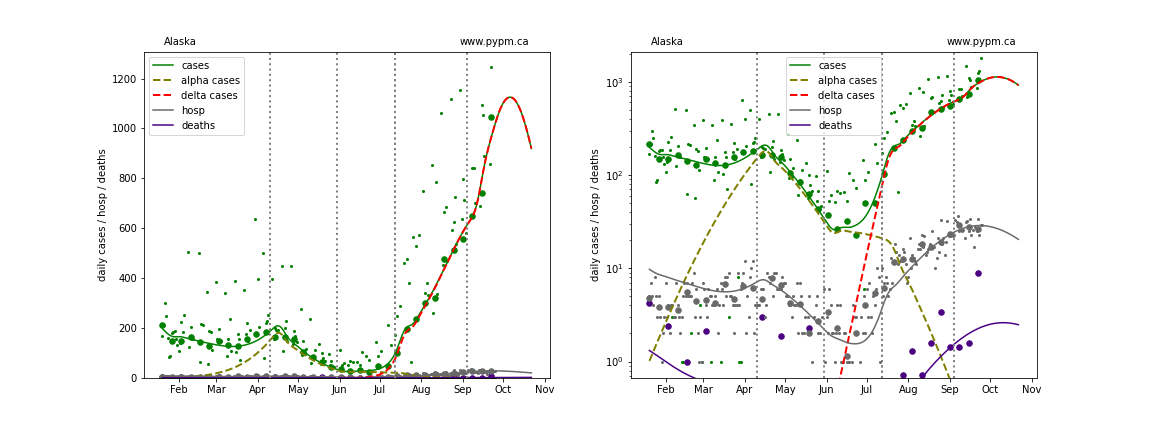 Alaska www.pypm.ca
cases
alpha cases
delta cases
hosp
deaths
daily cases / hosp / deaths
1200
1000
800
600
400
200
0
Feb Mar Apr May Jun Jul Aug Sep Oct Nov
Alaska www.pypm.ca
cases
alpha cases
delta cases
hosp
deaths
daily cases / hosp / deaths
10³
10²
10¹
10⁰
Feb Mar Apr May Jun Jul Aug Sep Oct Nov